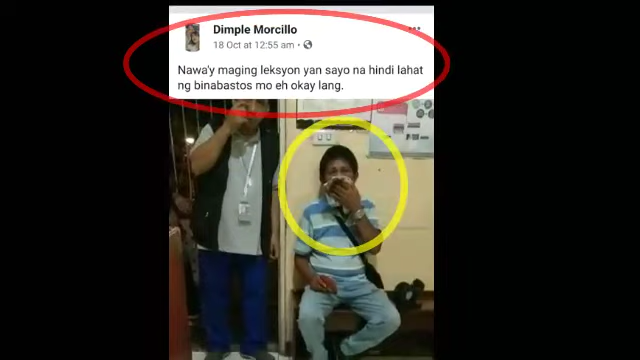 Dimple Morcillo
18 Oct at 12:55 am
Nawa'y maging leksyon yan sayo na hindi lahat
ng binabastos mo eh okay lang.